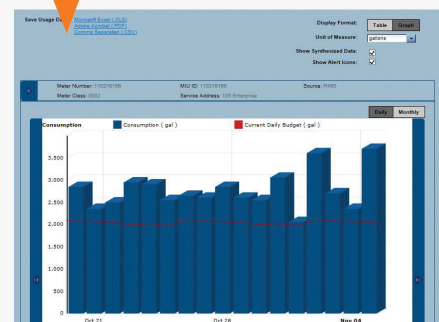 Save Usage Data: Microsoft Excel (.XLS)
Adobe Acrobat (.PDF)
Comma Separated (.CSV)
Display Format: Table Graph
Unit of Measure: gallons
Show Synthesized Data:
Show Alert Icons:
Meter Number: 110216166 MIU ID: 110216166 Source: R450
Meter Class: 0002 Service Address: 105 Enterprise
Daily Monthly
Consumption Consumption ( gal ) Current Daily Budget ( gal )
3,500
3,000
2,500
2,000
1,500
1,000
500
0
Oct 21 Oct 28 Nov 04